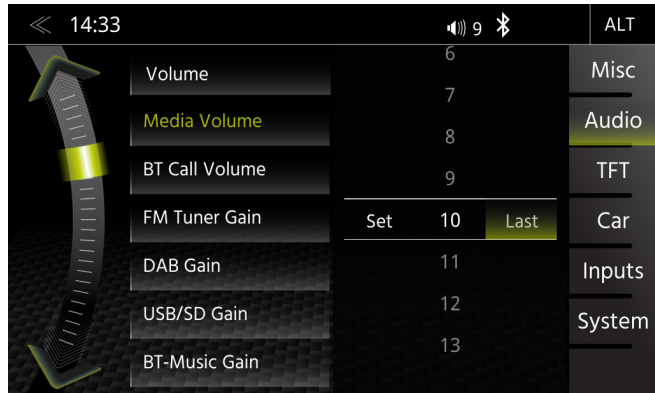 14:33 9 ALT
Volume
Media Volume
BT Call Volume
FM Tuner Gain
DAB Gain
USB/SD Gain
BT-Music Gain
6
7
8
9
Set 10 Last
11
12
13
Misc
Audio
TFT
Car
Inputs
System